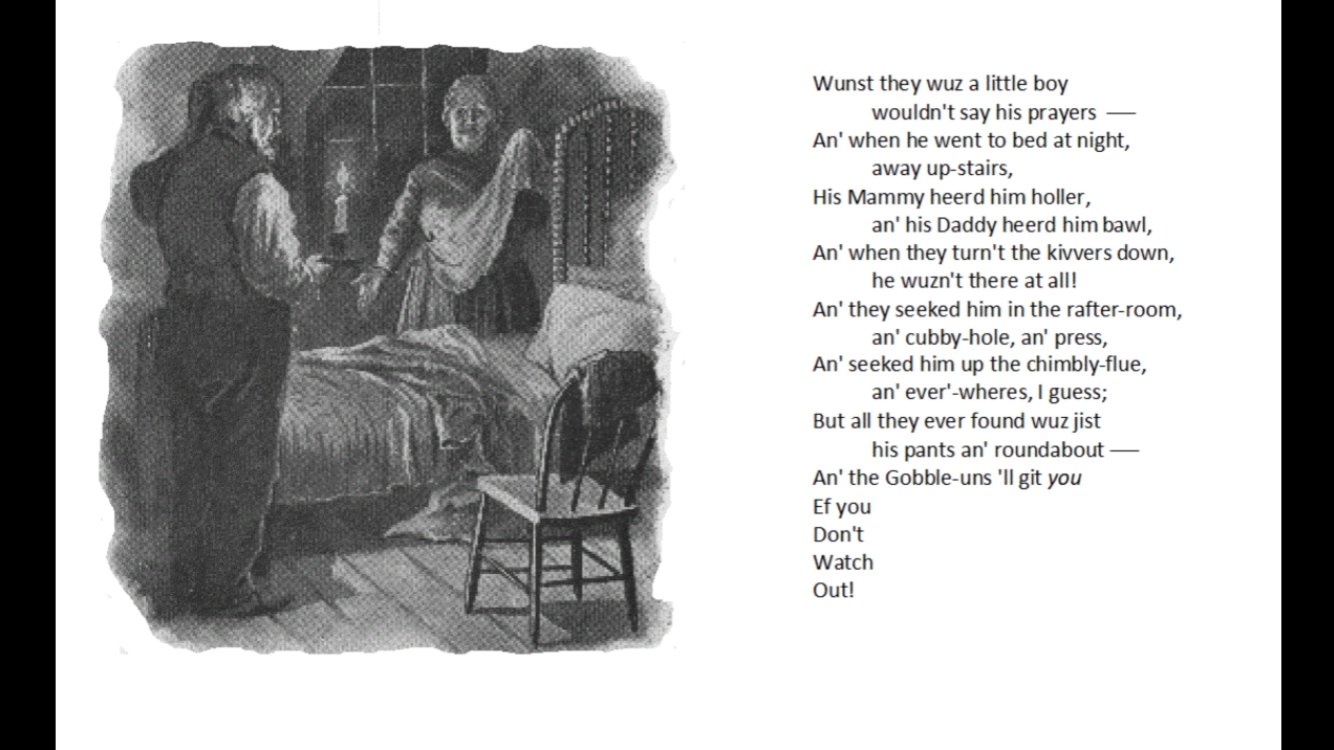 Wunst they wuz a little boy
wouldn't say his prayers —
An' when he went to bed at night,
away up-stairs,
His Mammy heerd him holler,
an' his Daddy heerd him bawl,
An' when they turn't the kivvers down,
he wuzn't there at all!
An' they seeked him in the rafter-room,
an' cubby-hole, an' press,
An' seeked him up the chimbly-flue,
an' ever'-wheres, I guess;
But all they ever found wuz jist
his pants an' roundabout —
An' the Gobble-uns 'll git you
Ef you
Don't
Watch
Out!